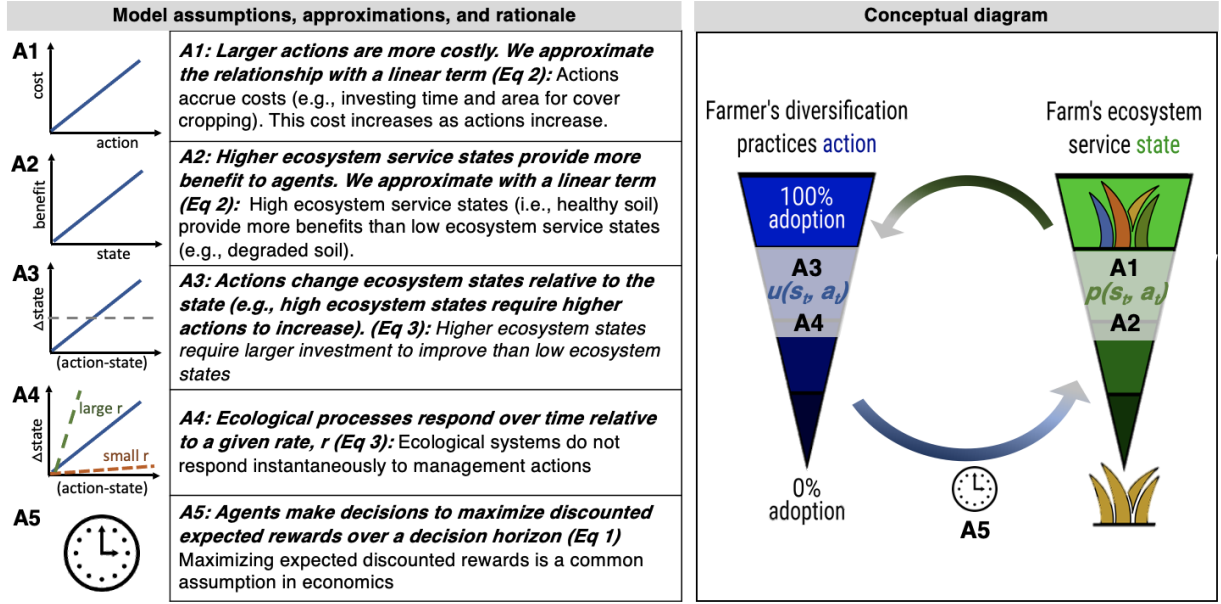 Model assumptions, approximations, and rationale
A1
cost
action
A1: Larger actions are more costly. We approximate
the relationship with a linear term (Eq 2): Actions
accrue costs (e.g., investing time and area for cover
cropping). This cost increases as actions increase.
A2
benefit
state
A2: Higher ecosystem service states provide more
benefit to agents. We approximate with a linear term
(Eq 2): High ecosystem service states (i.e., healthy soil)
provide more benefits than low ecosystem service states
(e.g., degraded soil).
A3
Δstate
(action-state)
A3: Actions change ecosystem states relative to the
state (e.g., high ecosystem states require higher
actions to increase). (Eq 3): Higher ecosystem states
require larger investment to improve than low ecosystem
states
A4
Δstate
large r
small r
(action-state)
A4: Ecological processes respond over time relative
to a given rate, r (Eq 3): Ecological systems do not
respond instantaneously to management actions
A5
A5: Agents make decisions to maximize discounted
expected rewards over a decision horizon (Eq 1)
Maximizing expected discounted rewards is a common
assumption in economics
Conceptual diagram
Farmer's diversification
practices action
100%
adoption
A3
u(sₜ, aₜ)
A4
0%
adoption
Farm's ecosystem
service state
A1
p(sₜ, aₜ)
A2
A5